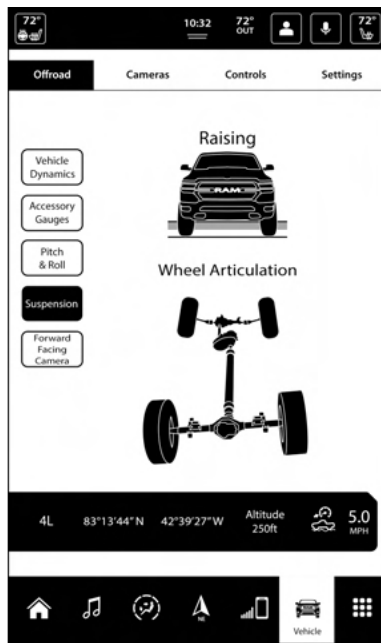 72°
10:32
72°
OUT
72°
Offroad
Cameras
Controls
Settings
Vehicle
Dynamics
Accessory
Gauges
Pitch
& Roll
Suspension
Forward
Facing
Camera
Raising
RAM
Wheel Articulation
4L
83°13'44"N
42°39'27"W
Altitude
250ft
5.0
MPH
NE
Vehicle